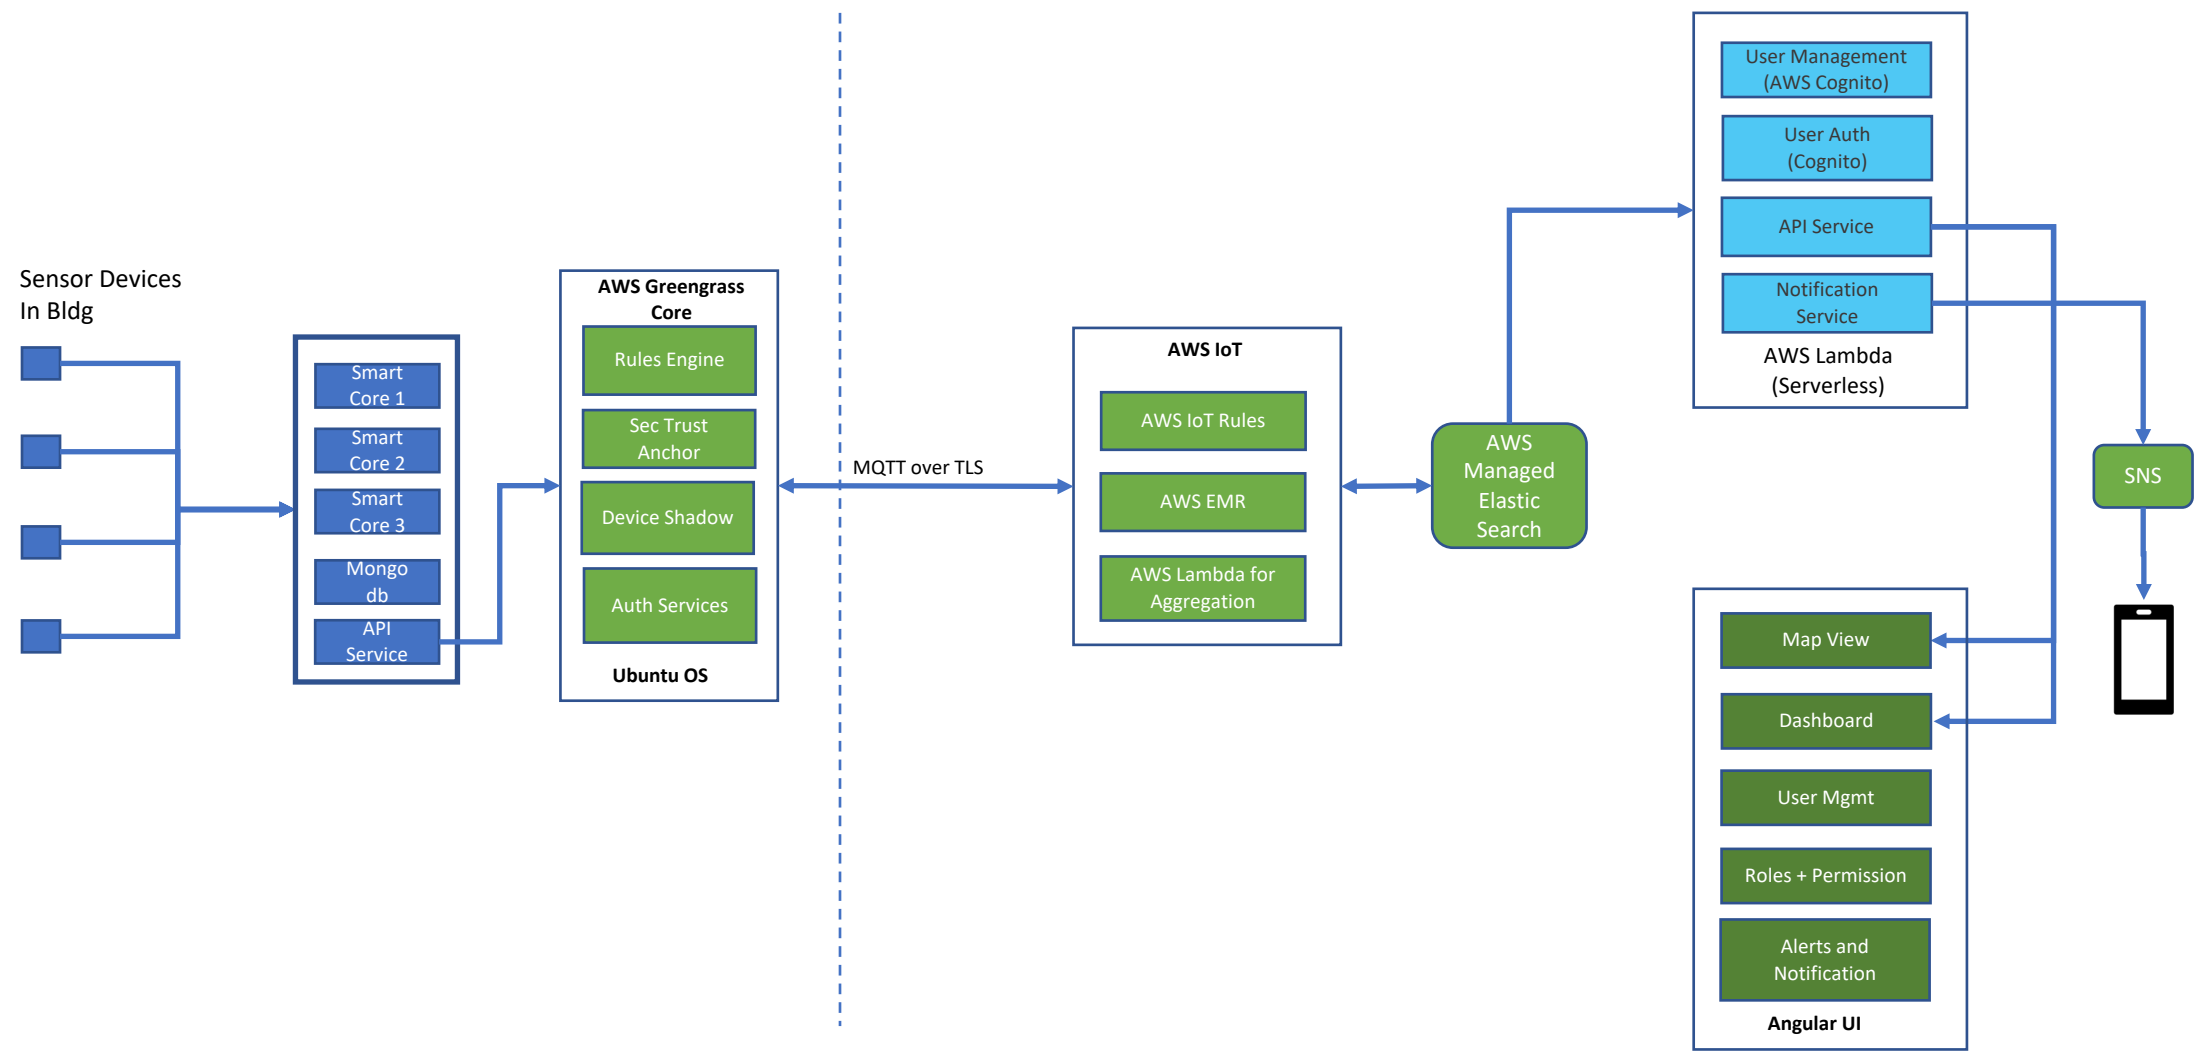 Sensor Devices
In Bldg
Smart
Core 1
Smart
Core 2
Smart
Core 3
Mongo
db
API
Service
AWS Greengrass
Core
Rules Engine
Sec Trust
Anchor
Device Shadow
Auth Services
Ubuntu OS
MQTT over TLS
AWS IoT
AWS IoT Rules
AWS EMR
AWS Lambda for
Aggregation
AWS
Managed
Elastic
Search
User Management
(AWS Cognito)
User Auth
(Cognito)
API Service
Notification
Service
AWS Lambda
(Serverless)
SNS
Map View
Dashboard
User Mgmt
Roles + Permission
Alerts and
Notification
Angular UI